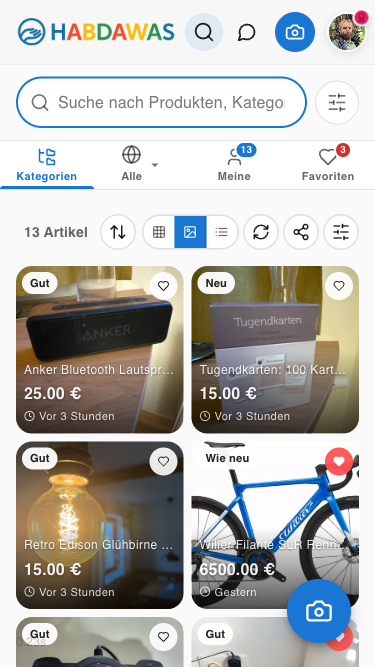 HABDAWAS
Suche nach Produkten, Katego
Kategorien
Alle
13
Meine
3
Favoriten
13 Artikel
Gut
ANKER
Anker Bluetooth Lautspr...
25.00 €
Vor 3 Stunden
Neu
Tugendkarten
Tugendkarten: 100 Kart...
15.00 €
Vor 3 Stunden
Gut
Retro Edison Glühbirne ...
15.00 €
Vor 3 Stunden
Wie neu
Wilier
Wilier Filante SLR Renn...
6500.00 €
Gestern
Gut
Gut